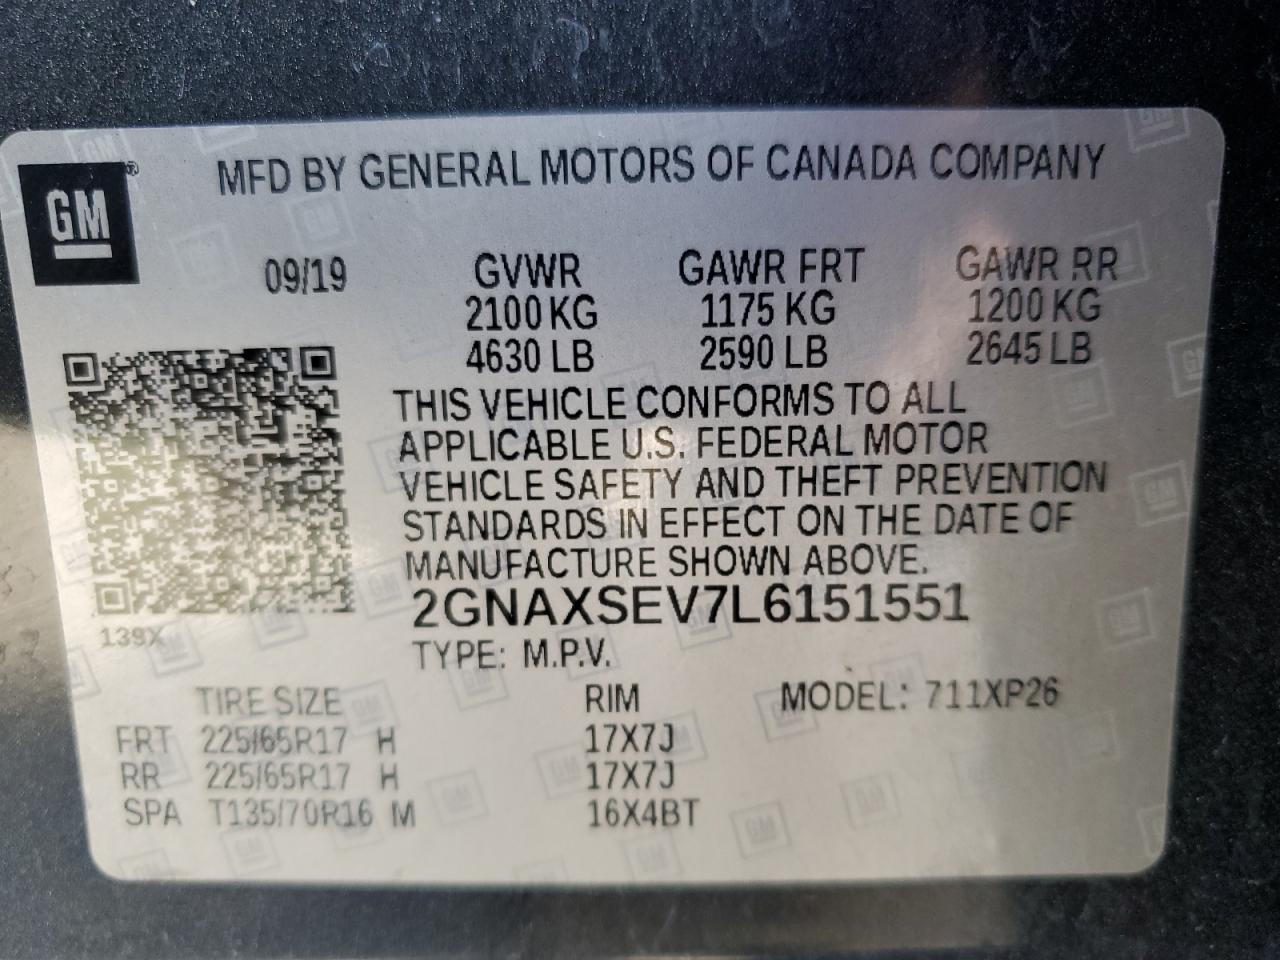 GM
MFD BY GENERAL MOTORS OF CANADA COMPANY
09/19 GVWR GAWR FRT GAWR RR
2100 KG 1175 KG 1200 KG
4630 LB 2590 LB 2645 LB
THIS VEHICLE CONFORMS TO ALL
APPLICABLE U.S. FEDERAL MOTOR
VEHICLE SAFETY AND THEFT PREVENTION
STANDARDS IN EFFECT ON THE DATE OF
MANUFACTURE SHOWN ABOVE.
2GNAXSEV7L6151551
139X
TYPE: M.P.V.
TIRE SIZE RIM MODEL: 711XP26
FRT 225/65R17 H 17X7J
RR 225/65R17 H 17X7J
SPA T135/70R16 M 16X4BT